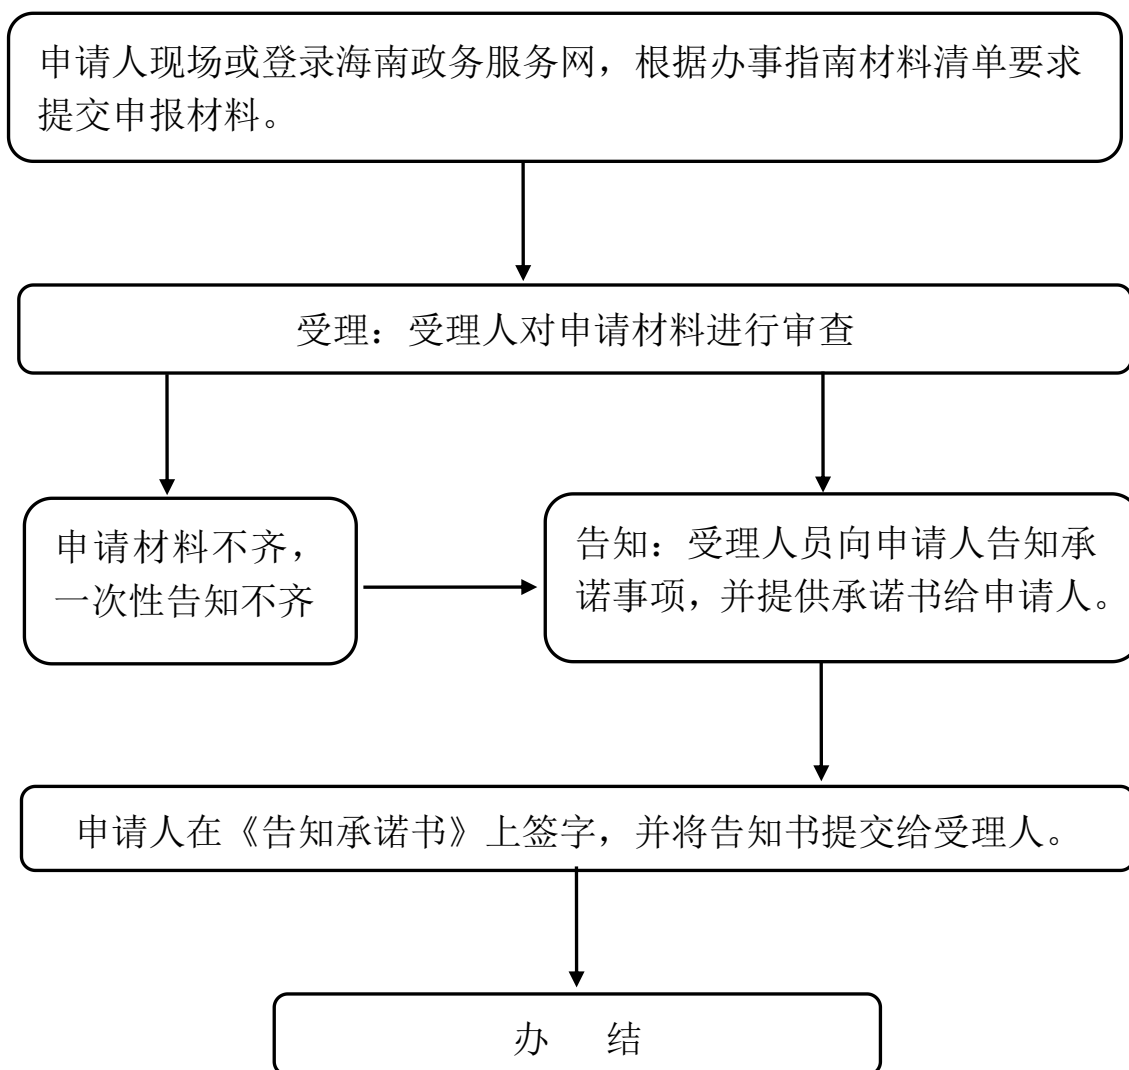 申请人现场或登录海南政务服务网，根据办事指南材料清单要求
提交申报材料。
受理：受理人对申请材料进行审查
申请材料不齐，
一次性告知不齐
告知：受理人员向申请人告知承
诺事项，并提供承诺书给申请人。
申请人在《告知承诺书》上签字，并将告知书提交给受理人。
办 结